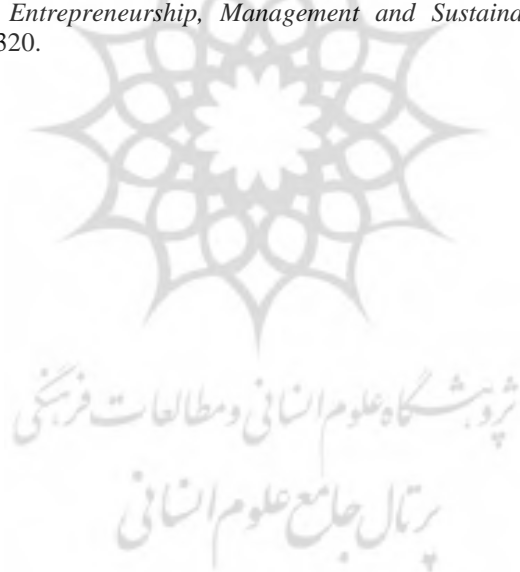 Entrepreneurship, Management and Sustaina
320.
پژوهشگاه علوم انسانی و مطالعات فرهنگی
پرتال جامع علوم انسانی